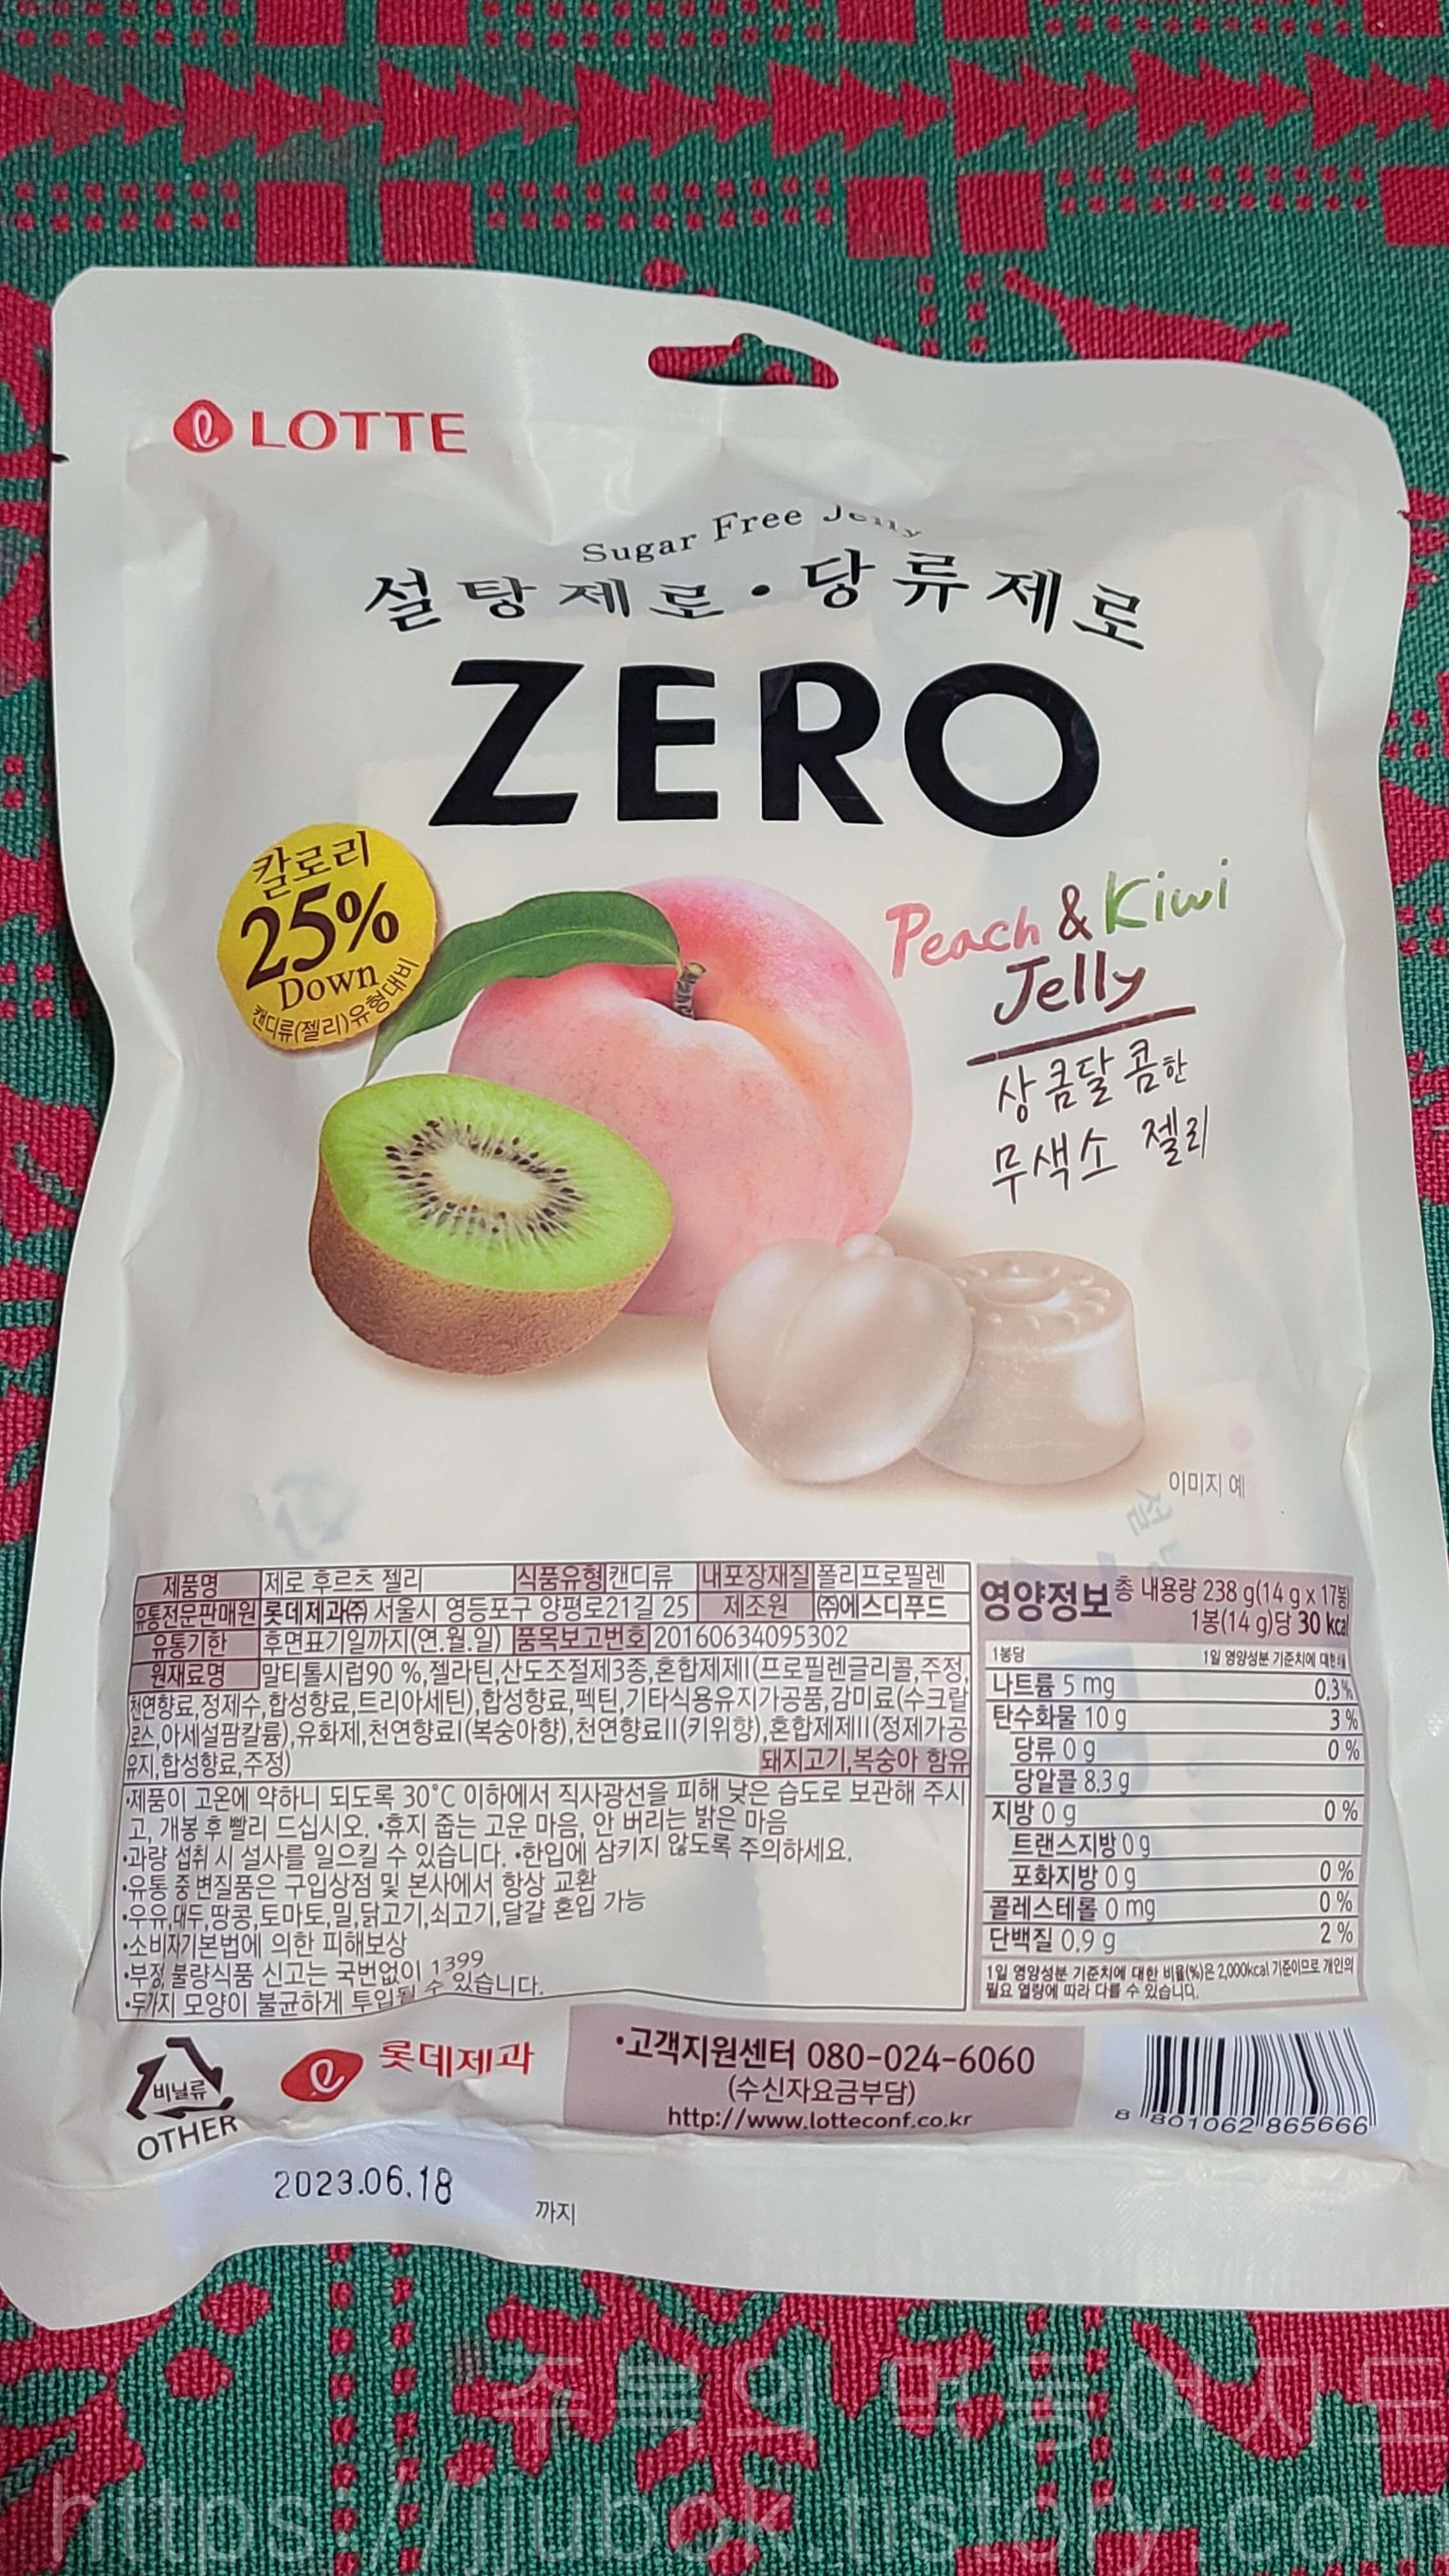 LOTTE
Sugar Free Jelly
설탕제로·당류제로
ZERO
칼로리
25%
Down
캔디류(젤리)유형대비
Peach & Kiwi
Jelly
상큼달콤한
무색소 젤리
이미지 예
제품명 제로 후르츠 젤리 식품유형 캔디류 내포장재질 폴리프로필렌
유통전문판매원 롯데제과㈜ 서울시 영등포구 양평로21길 25 제조원 ㈜에스디푸드
유통기한 후면표기일까지(연.월.일) 품목보고번호 20160634095302
원재료명 말티톨시럽90 %,젤라틴,산도조절제3종,혼합제제I(프로필렌글리콜,주정,
천연향료,정제수,합성향료,트리아세틴),합성향료,펙틴,기타식용유지가공품,감미료(수크랄
로스,아세설팜칼륨),유화제,천연향료I(복숭아향),천연향료II(키위향),혼합제제II(정제가공
유지,합성향료,주정) 돼지고기,복숭아 함유
•제품이 고온에 약하니 되도록 30°C 이하에서 직사광선을 피해 낮은 습도로 보관해 주시
고, 개봉 후 빨리 드십시오. •휴지 줍는 고운 마음, 안 버리는 밝은 마음
•과량 섭취 시 설사를 일으킬 수 있습니다. •한입에 삼키지 않도록 주의하세요.
•유통 중 변질품은 구입상점 및 본사에서 항상 교환
•우유,대두,땅콩,토마토,밀,닭고기,쇠고기,달걀 혼입 가능
•소비자기본법에 의한 피해보상
•부정, 불량식품 신고는 국번없이 1399
•두가지 모양이 불균하게 투입될 수 있습니다.
영양정보 총 내용량 238 g(14 g x 17봉)
1봉(14 g)당 30 kcal
1봉당 1일 영양성분 기준치에 대한 비율
나트륨 5 mg 0.3 %
탄수화물 10 g 3 %
당류 0 g 0 %
당알콜 8.3 g
지방 0 g 0 %
트랜스지방 0 g
포화지방 0 g 0 %
콜레스테롤 0 mg 0 %
단백질 0.9 g 2 %
1일 영양성분 기준치에 대한 비율(%)은 2,000kcal 기준이므로 개인의
필요 열량에 따라 다를 수 있습니다.
비닐류
OTHER
롯데제과
•고객지원센터 080-024-6060
(수신자요금부담)
http://www.lotteconf.co.kr
8 801062 865666
2023.06.18
까지
주복의 먹동여지도
https://jjubok.tistory.com